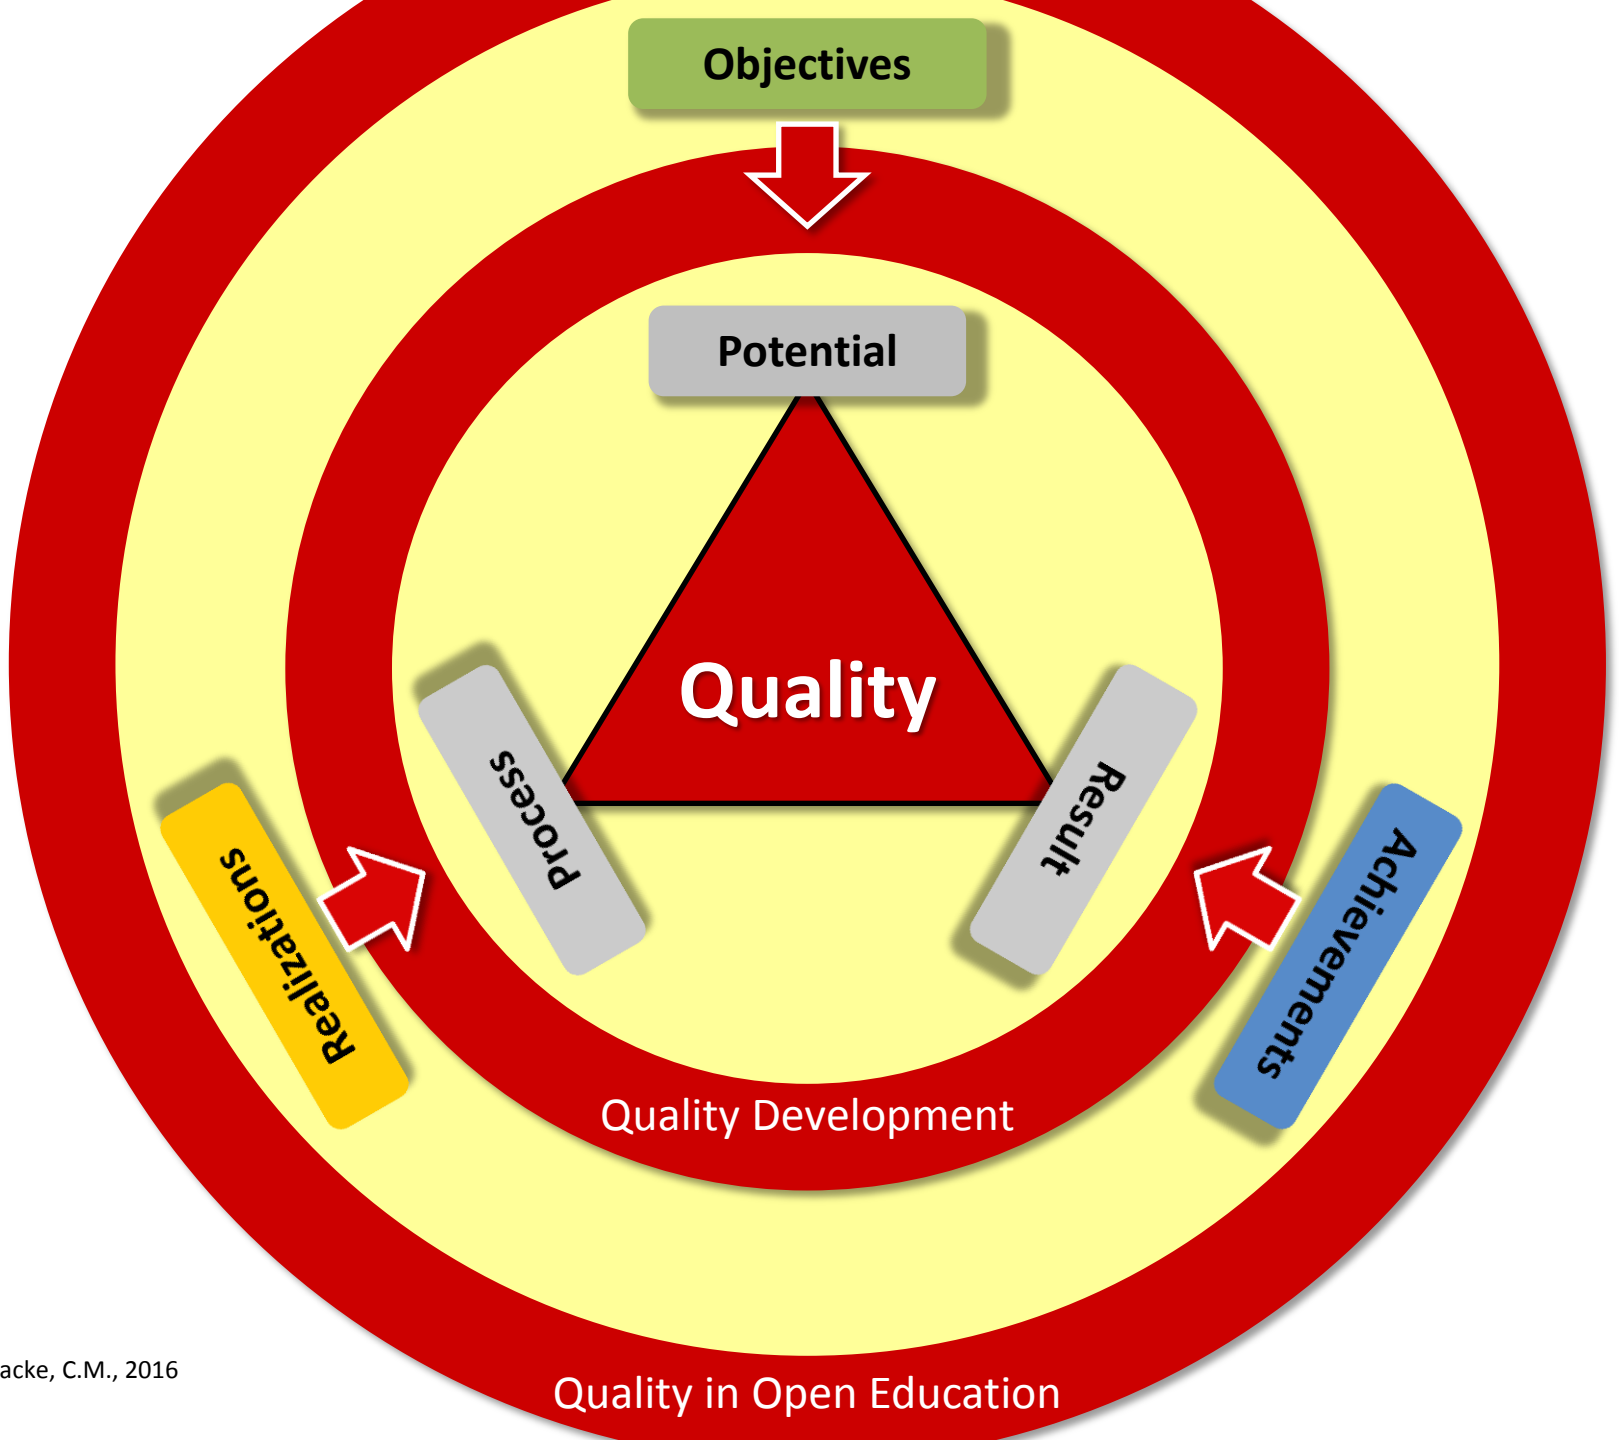 Objectives
Potential
Quality
Process
Result
Realizations
Achievements
Quality Development
acke, C.M., 2016
Quality in Open Education